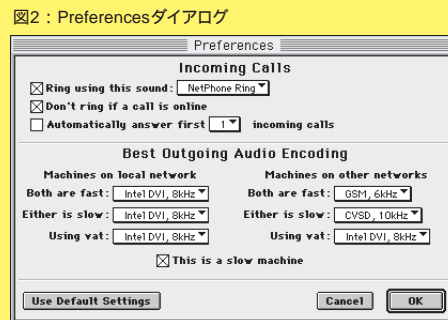 図2：Preferencesダイアログ
Preferences
Incoming Calls
Ring using this sound: NetPhone Ring
Don't ring if a call is online
Automatically answer first 1 incoming calls
Best Outgoing Audio Encoding
Machines on local network
Both are fast: Intel DVI, 8kHz
Either is slow: Intel DVI, 8kHz
Using vat: Intel DVI, 8kHz
Machines on other networks
Both are fast: GSM, 6kHz
Either is slow: CVSD, 10kHz
Using vat: Intel DVI, 8kHz
This is a slow machine
Use Default Settings
Cancel
OK